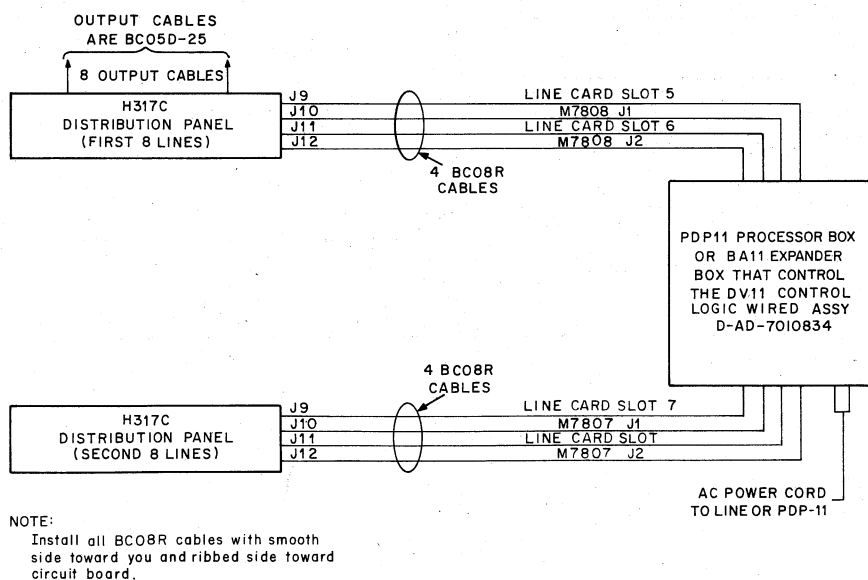 OUTPUT CABLES
ARE BC05D-25
8 OUTPUT CABLES
H317C
DISTRIBUTION PANEL
(FIRST 8 LINES)
J9
J10
J11
J12
LINE CARD SLOT 5
M7808 J1
LINE CARD SLOT 6
M7808 J2
4 BC08R
CABLES
PDP11 PROCESSOR BOX
OR BA11 EXPANDER
BOX THAT CONTROL
THE DV11 CONTROL
LOGIC WIRED ASSY
D-AD-7010834
4 BC08R
CABLES
H317C
DISTRIBUTION PANEL
(SECOND 8 LINES)
J9
J10
J11
J12
LINE CARD SLOT 7
M7807 J1
LINE CARD SLOT
M7807 J2
AC POWER CORD
TO LINE OR PDP-11
NOTE:
Install all BC08R cables with smooth
side toward you and ribbed side toward
circuit board.